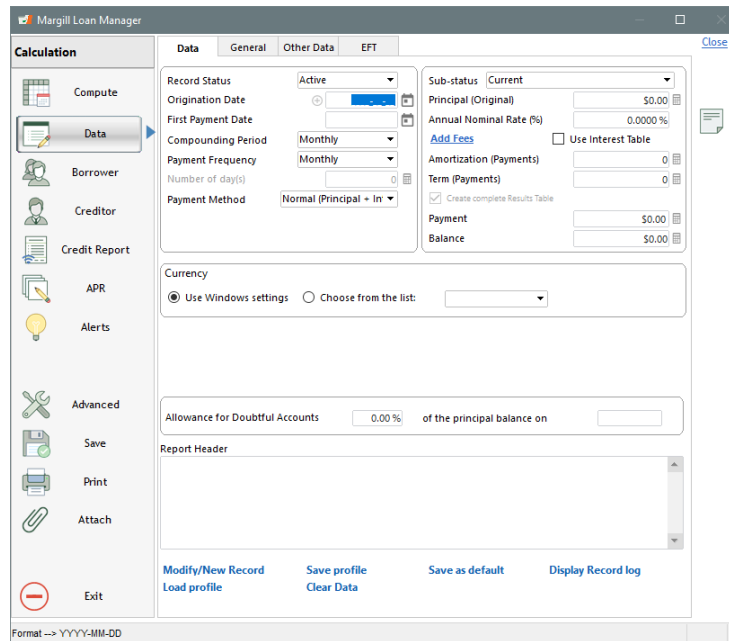 Margill Loan Manager
Close
Calculation
Compute
Data
Borrower
Creditor
Credit Report
APR
Alerts
Advanced
Save
Print
Attach
Exit
Data General Other Data EFT
Record Status Active
Origination Date - -
First Payment Date
Compounding Period Monthly
Payment Frequency Monthly
Number of day(s) 0
Payment Method Normal (Principal + In
Sub-status Current
Principal (Original) $0.00
Annual Nominal Rate (%) 0.0000 %
Add Fees Use Interest Table
Amortization (Payments) 0
Term (Payments) 0
Create complete Results Table
Payment $0.00
Balance $0.00
Currency
Use Windows settings Choose from the list:
Allowance for Doubtful Accounts 0.00 % of the principal balance on
Report Header
Modify/New Record Save profile Save as default Display Record log
Load profile Clear Data
Format --> YYYY-MM-DD